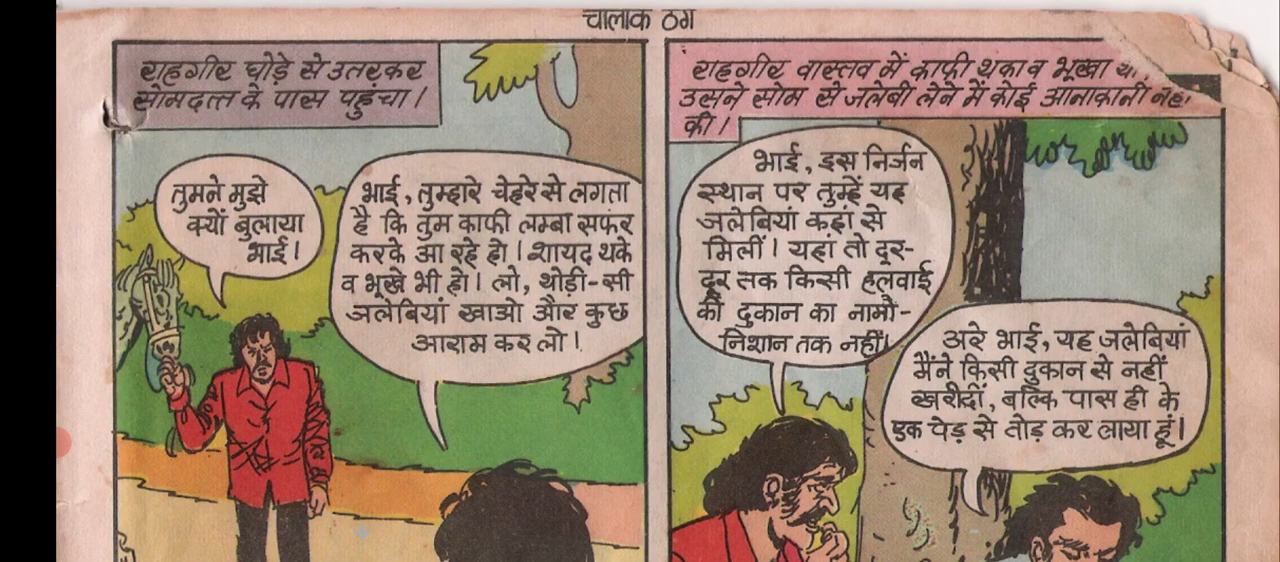 चालाक ठग
राहगीर घोड़े से उतरकर
सोमदत्त के पास पहुंचा।
तुमने मुझे
क्यों बुलाया
भाई।
भाई, तुम्हारे चेहरे से लगता
है कि तुम काफी लम्बा सफर
करके आ रहे हो। शायद थके
व भूखे भी हो। लो, थोड़ी-सी
जलेबियां खाओ और कुछ
आराम कर लो।
राहगीर वास्तव में काफी थका व भूखा था,
उसने सोम से जलेबी लेने में कोई आनाकानी नहीं
की।
भाई, इस निर्जन
स्थान पर तुम्हें यह
जलेबियां कहां से
मिलीं। यहां तो दूर-
दूर तक किसी हलवाई
की दुकान का नामो-
निशान तक नहीं।
अरे भाई, यह जलेबियां
मैंने किसी दुकान से नहीं
खरीदीं, बल्कि पास ही के
एक पेड़ से तोड़ कर लाया हूं।